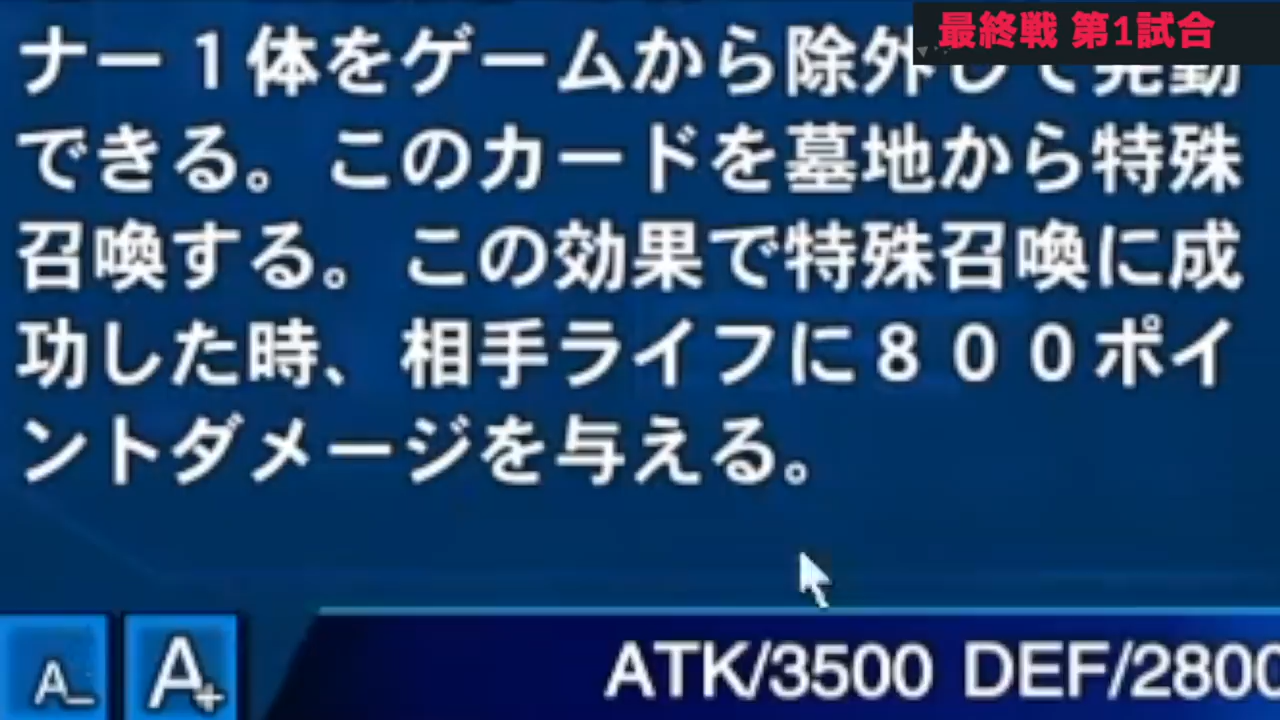 最終戦 第1試合
ナー１体をゲームから除外して発動
できる。このカードを墓地から特殊
召喚する。この効果で特殊召喚に成
功した時、相手ライフに８００ポイ
ントダメージを与える。
A-
A+
ATK/3500 DEF/2800